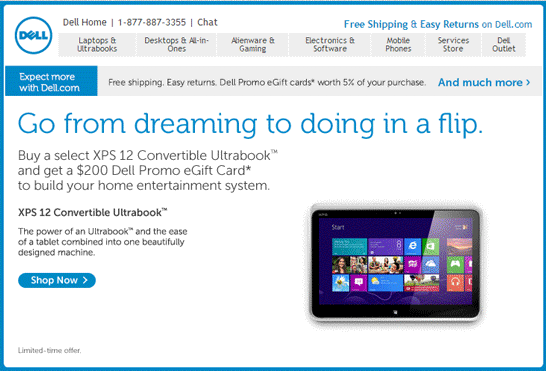 DELL
Dell Home | 1-877-887-3355 | Chat
Free Shipping & Easy Returns on Dell.com
Laptops & Ultrabooks
Desktops & All-in-Ones
Alienware & Gaming
Electronics & Software
Mobile Phones
Services Store
Dell Outlet
Expect more
with Dell.com
Free shipping. Easy returns. Dell Promo eGift cards* worth 5% of your purchase.
And much more >
Go from dreaming to doing in a flip.
Buy a select XPS 12 Convertible Ultrabook™
and get a $200 Dell Promo eGift Card*
to build your home entertainment system.
XPS 12 Convertible Ultrabook™
The power of an Ultrabook™ and the ease
of a tablet combined into one beautifully
designed machine.
Shop Now >
Start
Limited-time offer.